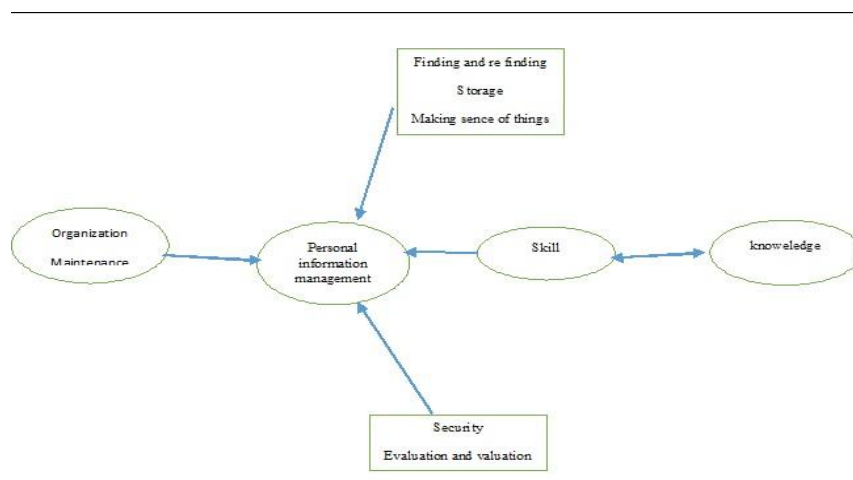 Finding and re finding
Storage
Making sence of things
Organization
Maintenance
Personal
information
management
Skill
knoweledge
Security
Evaluation and valuation